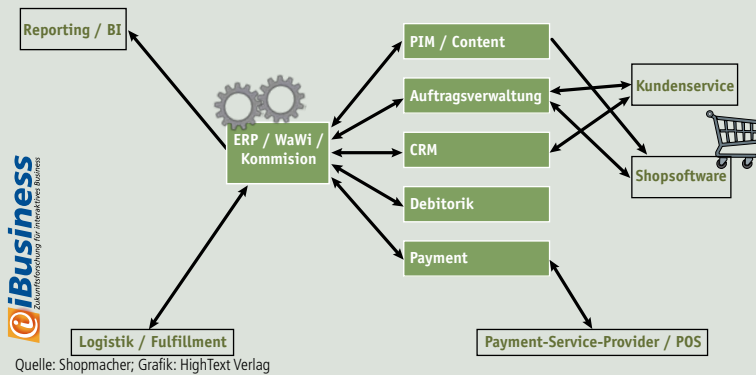 Reporting / BI
PIM / Content
Auftragsverwaltung
Kundenservice
ERP / WaWi /
Kommision
CRM
Shopsoftware
Debitorik
Payment
iBusiness
Zukunftsforschung für interaktives Business
Logistik / Fulfillment
Payment-Service-Provider / POS
Quelle: Shopmacher; Grafik: HighText Verlag